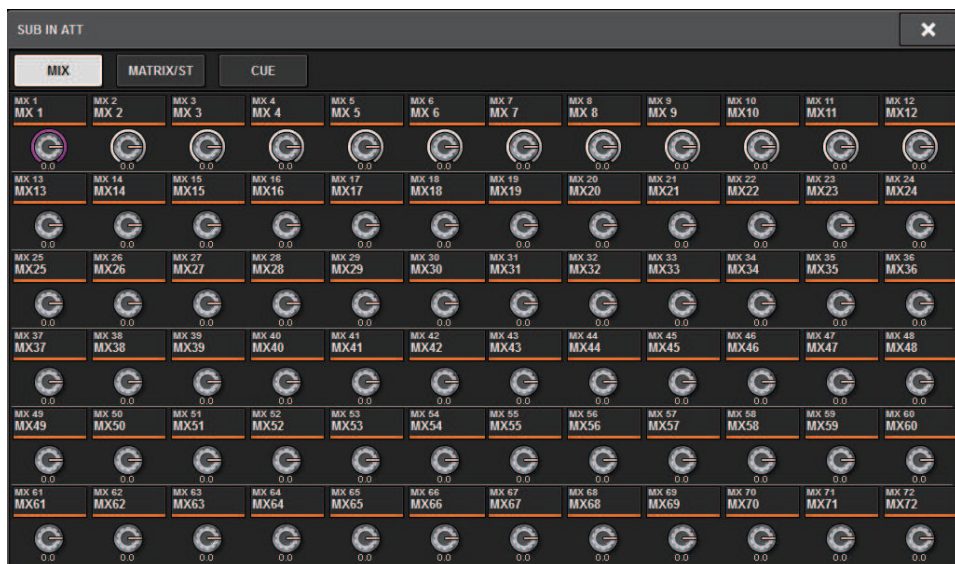 SUB IN ATT
MIX MATRIX/ST CUE
MX 1 MX 2 MX 3 MX 4 MX 5 MX 6 MX 7 MX 8 MX 9 MX 10 MX 11 MX 12
MX 1 MX 2 MX 3 MX 4 MX 5 MX 6 MX 7 MX 8 MX 9 MX10 MX11 MX12
0.0 0.0 0.0 0.0 0.0 0.0 0.0 0.0 0.0 0.0 0.0 0.0
MX 13 MX 14 MX 15 MX 16 MX 17 MX 18 MX 19 MX 20 MX 21 MX 22 MX 23 MX 24
MX13 MX14 MX15 MX16 MX17 MX18 MX19 MX20 MX21 MX22 MX23 MX24
0.0 0.0 0.0 0.0 0.0 0.0 0.0 0.0 0.0 0.0 0.0 0.0
MX 25 MX 26 MX 27 MX 28 MX 29 MX 30 MX 31 MX 32 MX 33 MX 34 MX 35 MX 36
MX25 MX26 MX27 MX28 MX29 MX30 MX31 MX32 MX33 MX34 MX35 MX36
0.0 0.0 0.0 0.0 0.0 0.0 0.0 0.0 0.0 0.0 0.0 0.0
MX 37 MX 38 MX 39 MX 40 MX 41 MX 42 MX 43 MX 44 MX 45 MX 46 MX 47 MX 48
MX37 MX38 MX39 MX40 MX41 MX42 MX43 MX44 MX45 MX46 MX47 MX48
0.0 0.0 0.0 0.0 0.0 0.0 0.0 0.0 0.0 0.0 0.0 0.0
MX 49 MX 50 MX 51 MX 52 MX 53 MX 54 MX 55 MX 56 MX 57 MX 58 MX 59 MX 60
MX49 MX50 MX51 MX52 MX53 MX54 MX55 MX56 MX57 MX58 MX59 MX60
0.0 0.0 0.0 0.0 0.0 0.0 0.0 0.0 0.0 0.0 0.0 0.0
MX 61 MX 62 MX 63 MX 64 MX 65 MX 66 MX 67 MX 68 MX 69 MX 70 MX 71 MX 72
MX61 MX62 MX63 MX64 MX65 MX66 MX67 MX68 MX69 MX70 MX71 MX72
0.0 0.0 0.0 0.0 0.0 0.0 0.0 0.0 0.0 0.0 0.0 0.0